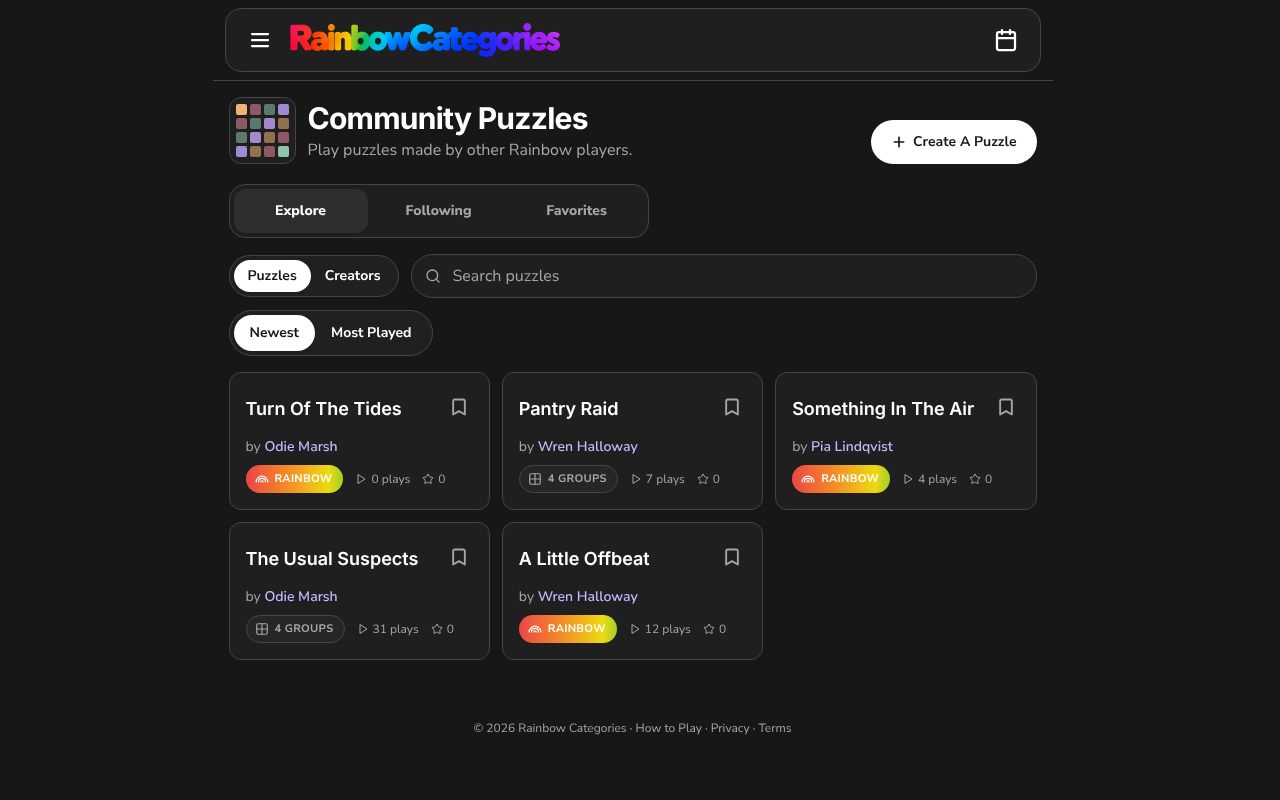 RainbowCategories
Community Puzzles
Play puzzles made by other Rainbow players.
Create A Puzzle
Explore
Following
Favorites
Puzzles
Creators
Search puzzles
Newest
Most Played
Turn Of The Tides
by Odie Marsh
RAINBOW 0 plays 0
Pantry Raid
by Wren Halloway
4 GROUPS 7 plays 0
Something In The Air
by Pia Lindqvist
RAINBOW 4 plays 0
The Usual Suspects
by Odie Marsh
4 GROUPS 31 plays 0
A Little Offbeat
by Wren Halloway
RAINBOW 12 plays 0
© 2026 Rainbow Categories · How to Play · Privacy · Terms